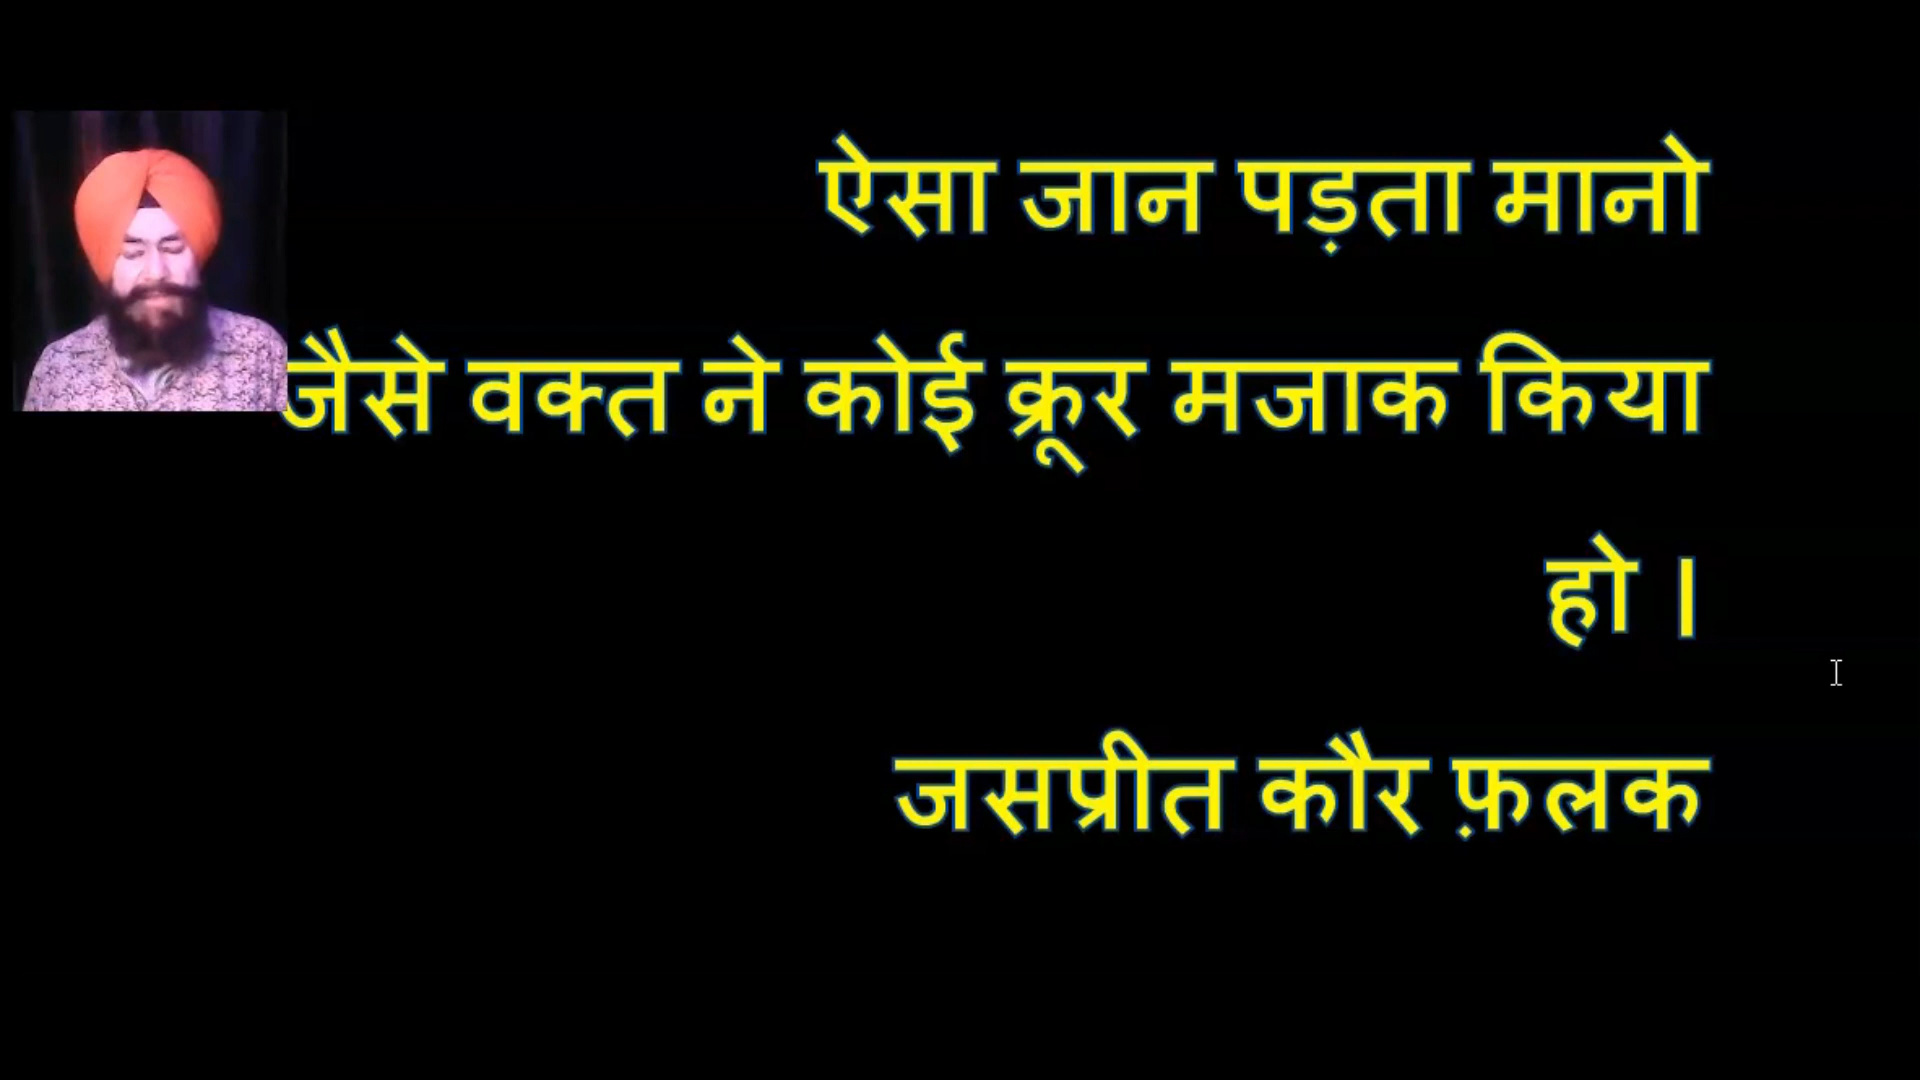 ऐसा जान पड़ता मानो
जैसे वक्त ने कोई क्रूर मजाक किया
हो ।
जसप्रीत कौर फ़लक